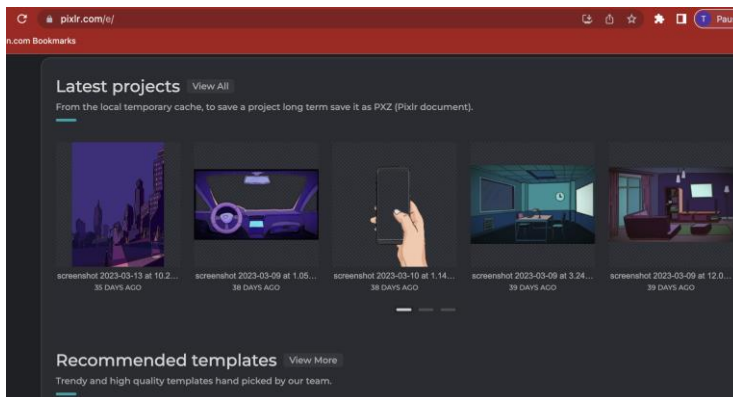 pixlr.com/e/
T Pau
n.com Bookmarks
Latest projects View All
From the local temporary cache, to save a project long term save it as PXZ (Pixlr document).
screenshot 2023-03-13 at 10.2... screenshot 2023-03-09 at 1.05... screenshot 2023-03-10 at 1.14... screenshot 2023-03-09 at 3.24... screenshot 2023-03-09 at 12.0...
35 DAYS AGO 38 DAYS AGO 38 DAYS AGO 39 DAYS AGO 39 DAYS AGO
Recommended templates View More
Trendy and high quality templates hand picked by our team.